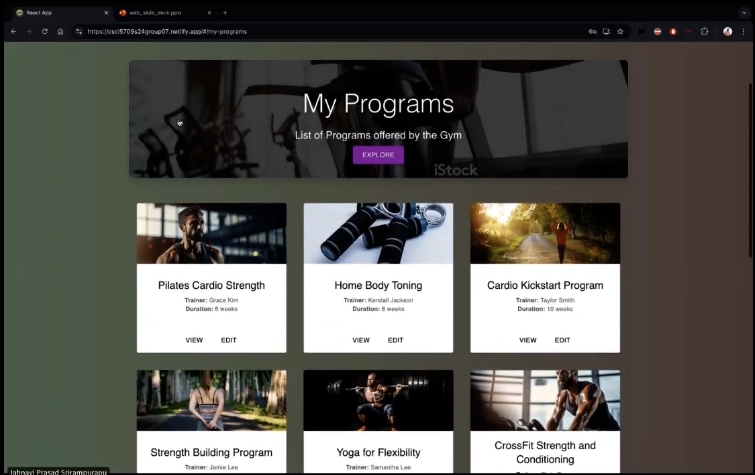 React App
web_slide_deck.pptx
https://csci5709s24group07.netlify.app/#/my-programs
My Programs
List of Programs offered by the Gym
EXPLORE
iStock
Pilates Cardio Strength
Trainer: Grace Kim
Duration: 6 weeks
VIEW EDIT
Home Body Toning
Trainer: Kendall Jackson
Duration: 8 weeks
VIEW EDIT
Cardio Kickstart Program
Trainer: Taylor Smith
Duration: 10 weeks
VIEW EDIT
Strength Building Program
Trainer: Jamie Lee
Yoga for Flexibility
Trainer: Samantha Lee
CrossFit Strength and
Conditioning
Jahnavi Prasad Srirampurapu